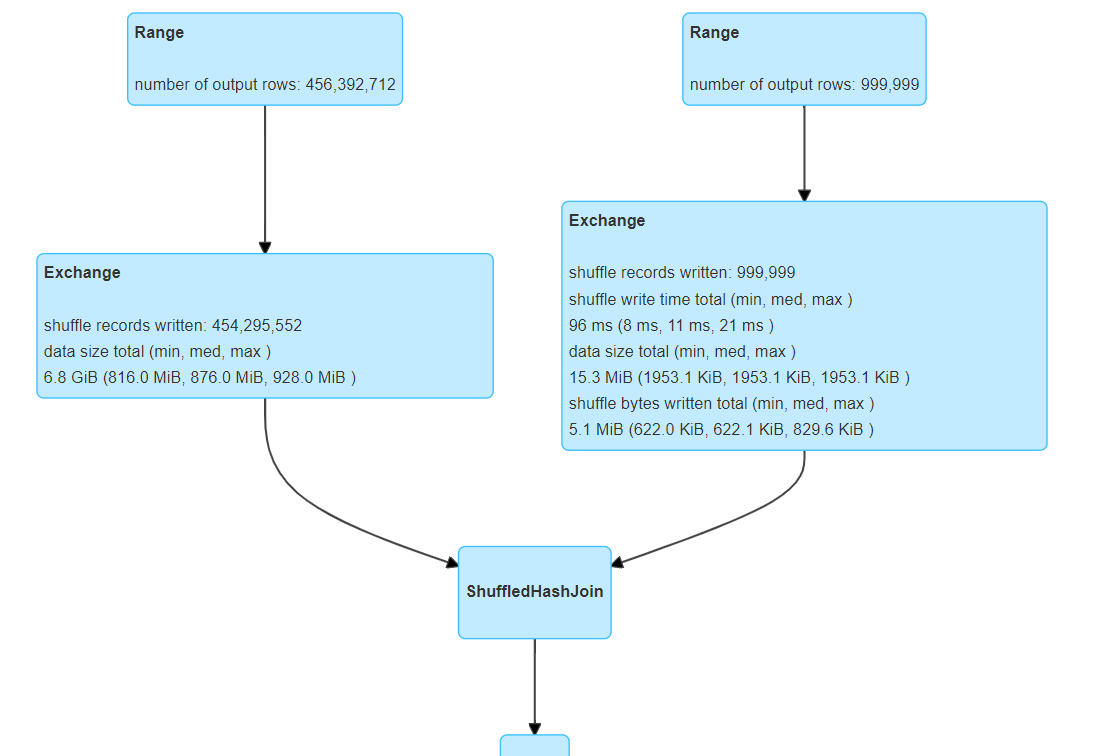 Range
number of output rows: 456,392,712
Range
number of output rows: 999,999
Exchange
shuffle records written: 454,295,552
data size total (min, med, max )
6.8 GiB (816.0 MiB, 876.0 MiB, 928.0 MiB )
Exchange
shuffle records written: 999,999
shuffle write time total (min, med, max )
96 ms (8 ms, 11 ms, 21 ms )
data size total (min, med, max )
15.3 MiB (1953.1 KiB, 1953.1 KiB, 1953.1 KiB )
shuffle bytes written total (min, med, max )
5.1 MiB (622.0 KiB, 622.1 KiB, 829.6 KiB )
ShuffledHashJoin